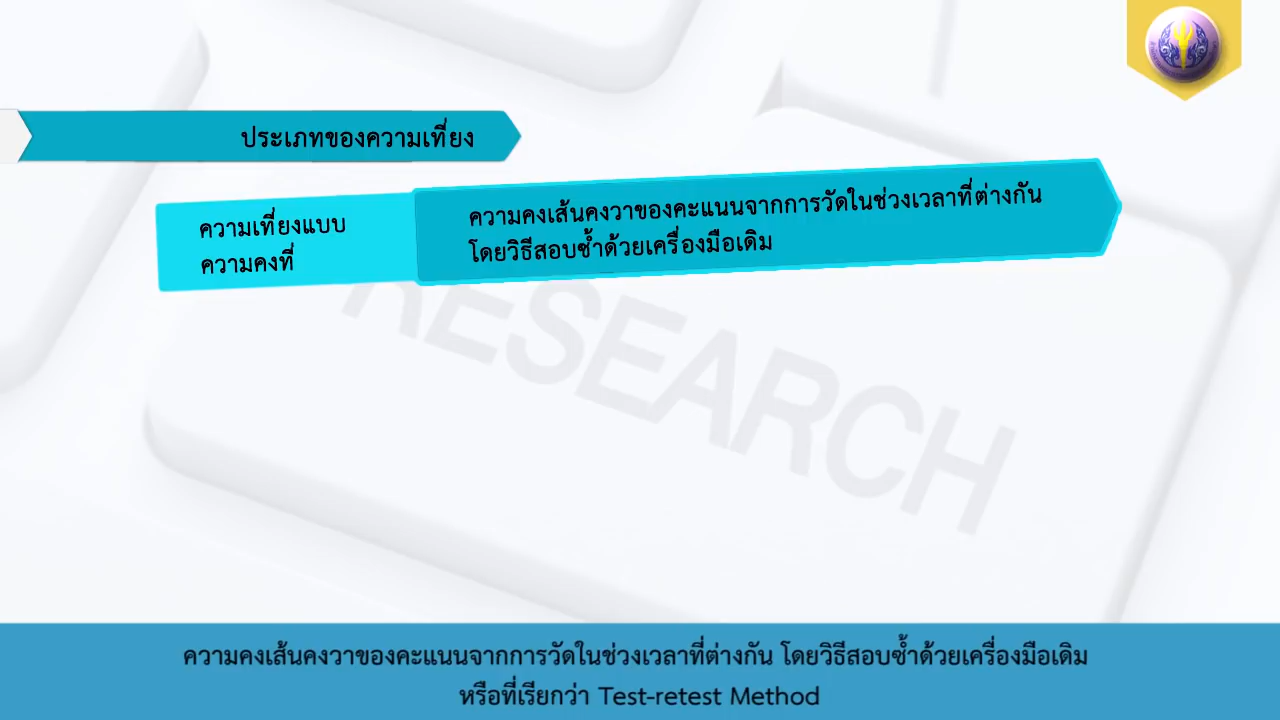 ประเภทของความเที่ยง
ความเที่ยงแบบ
ความคงที่
ความคงเส้นคงวาของคะแนนจากการวัดในช่วงเวลาที่ต่างกัน
โดยวิธีสอบซ้ำด้วยเครื่องมือเดิม
RESEARCH
ความคงเส้นคงวาของคะแนนจากการวัดในช่วงเวลาที่ต่างกัน โดยวิธีสอบซ้ำด้วยเครื่องมือเดิม
หรือที่เรียกว่า Test-retest Method